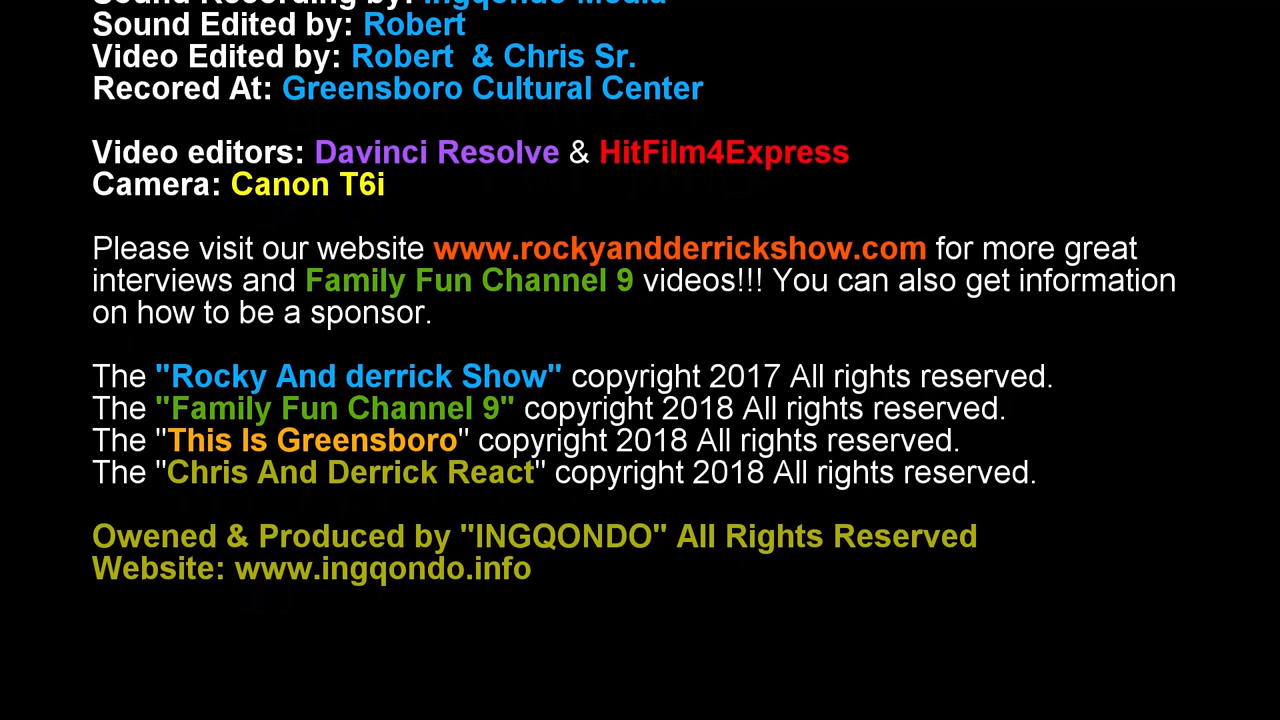 Sound Recording by: Ingqondo Media
Sound Edited by: Robert
Video Edited by: Robert & Chris Sr.
Recored At: Greensboro Cultural Center
Video editors: Davinci Resolve & HitFilm4Express
Camera: Canon T6i
Please visit our website www.rockyandderrickshow.com for more great
interviews and Family Fun Channel 9 videos!!! You can also get information
on how to be a sponsor.
The "Rocky And derrick Show" copyright 2017 All rights reserved.
The "Family Fun Channel 9" copyright 2018 All rights reserved.
The "This Is Greensboro" copyright 2018 All rights reserved.
The "Chris And Derrick React" copyright 2018 All rights reserved.
Owened & Produced by "INGQONDO" All Rights Reserved
Website: www.ingqondo.info